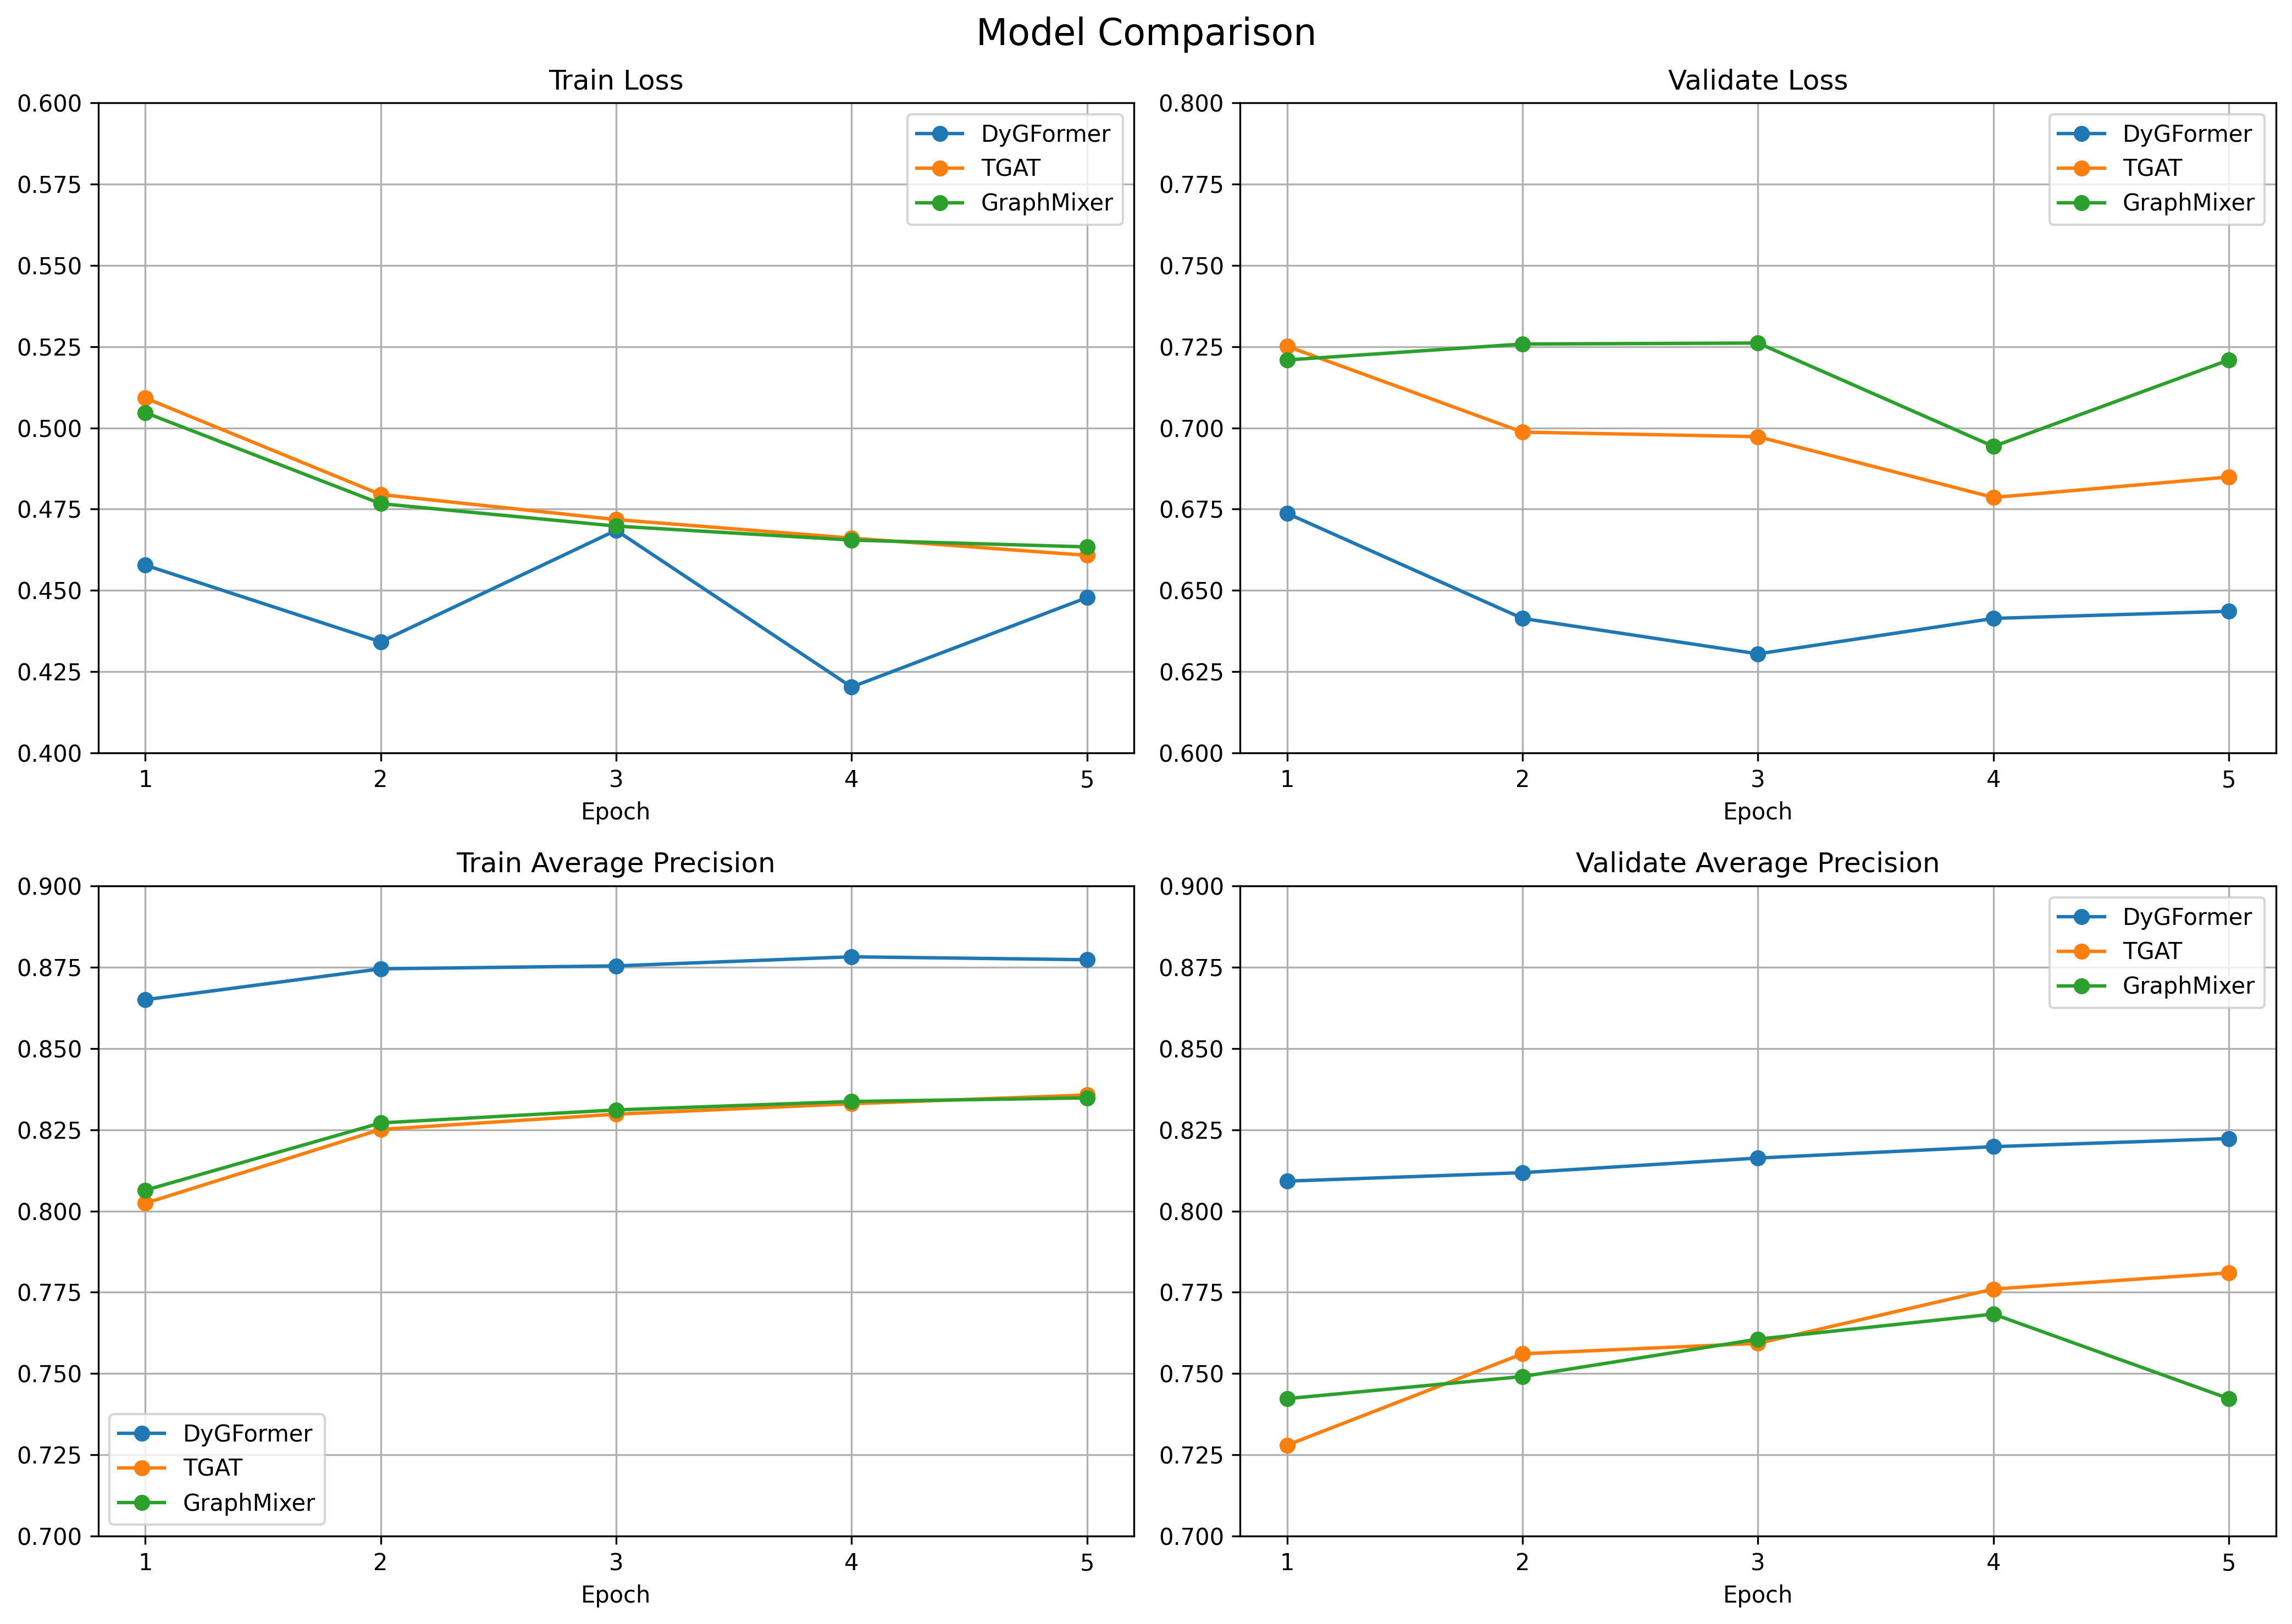 Model Comparison
Train Loss
0.600
0.575
0.550
0.525
0.500
0.475
0.450
0.425
0.400
1 2 3 4 5
Epoch
DyGFormer
TGAT
GraphMixer
Validate Loss
0.800
0.775
0.750
0.725
0.700
0.675
0.650
0.625
0.600
1 2 3 4 5
Epoch
DyGFormer
TGAT
GraphMixer
Train Average Precision
0.900
0.875
0.850
0.825
0.800
0.775
0.750
0.725
0.700
1 2 3 4 5
Epoch
DyGFormer
TGAT
GraphMixer
Validate Average Precision
0.900
0.875
0.850
0.825
0.800
0.775
0.750
0.725
0.700
1 2 3 4 5
Epoch
DyGFormer
TGAT
GraphMixer